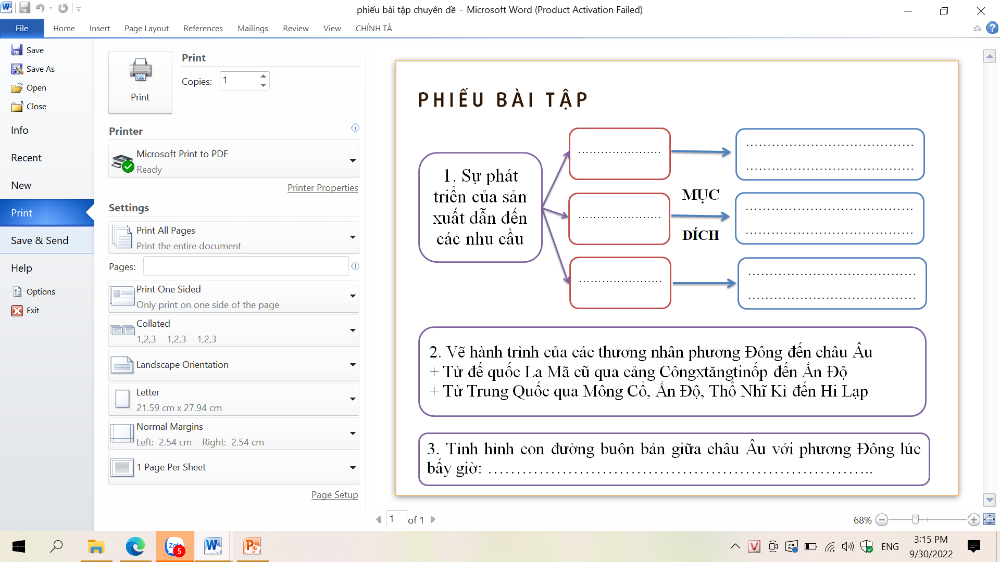 phiếu bài tập chuyên đề - Microsoft Word (Product Activation Failed)
File Home Insert Page Layout References Mailings Review View CHÍNH TẢ
Save
Save As
Open
Close
Info
Recent
New
Print
Save & Send
Help
Options
Exit
Print
Print
Copies: 1
Printer
Microsoft Print to PDF
Ready
Printer Properties
Settings
Print All Pages
Print the entire document
Pages:
Print One Sided
Only print on one side of the page
Collated
1,2,3 1,2,3 1,2,3
Landscape Orientation
Letter
21.59 cm x 27.94 cm
Normal Margins
Left: 2.54 cm Right: 2.54 cm
1 Page Per Sheet
Page Setup
PHIẾU BÀI TẬP
1. Sự phát
triển của sản
xuất dẫn đến
các nhu cầu
......................
......................
......................
MỤC
ĐÍCH
.......................................
.......................................
.......................................
.......................................
.......................................
.......................................
2. Vẽ hành trình của các thương nhân phương Đông đến châu Âu
+ Từ đế quốc La Mã cũ qua cảng Côngxtăngtinốp đến Ấn Độ
+ Từ Trung Quốc qua Mông Cổ, Ấn Độ, Thổ Nhĩ Kì đến Hi Lạp
3. Tình hình con đường buôn bán giữa châu Âu với phương Đông lúc
bấy giờ: …………………………………………………………..
1 of 1
68%
Zalo
5
ENG
3:15 PM
9/30/2022